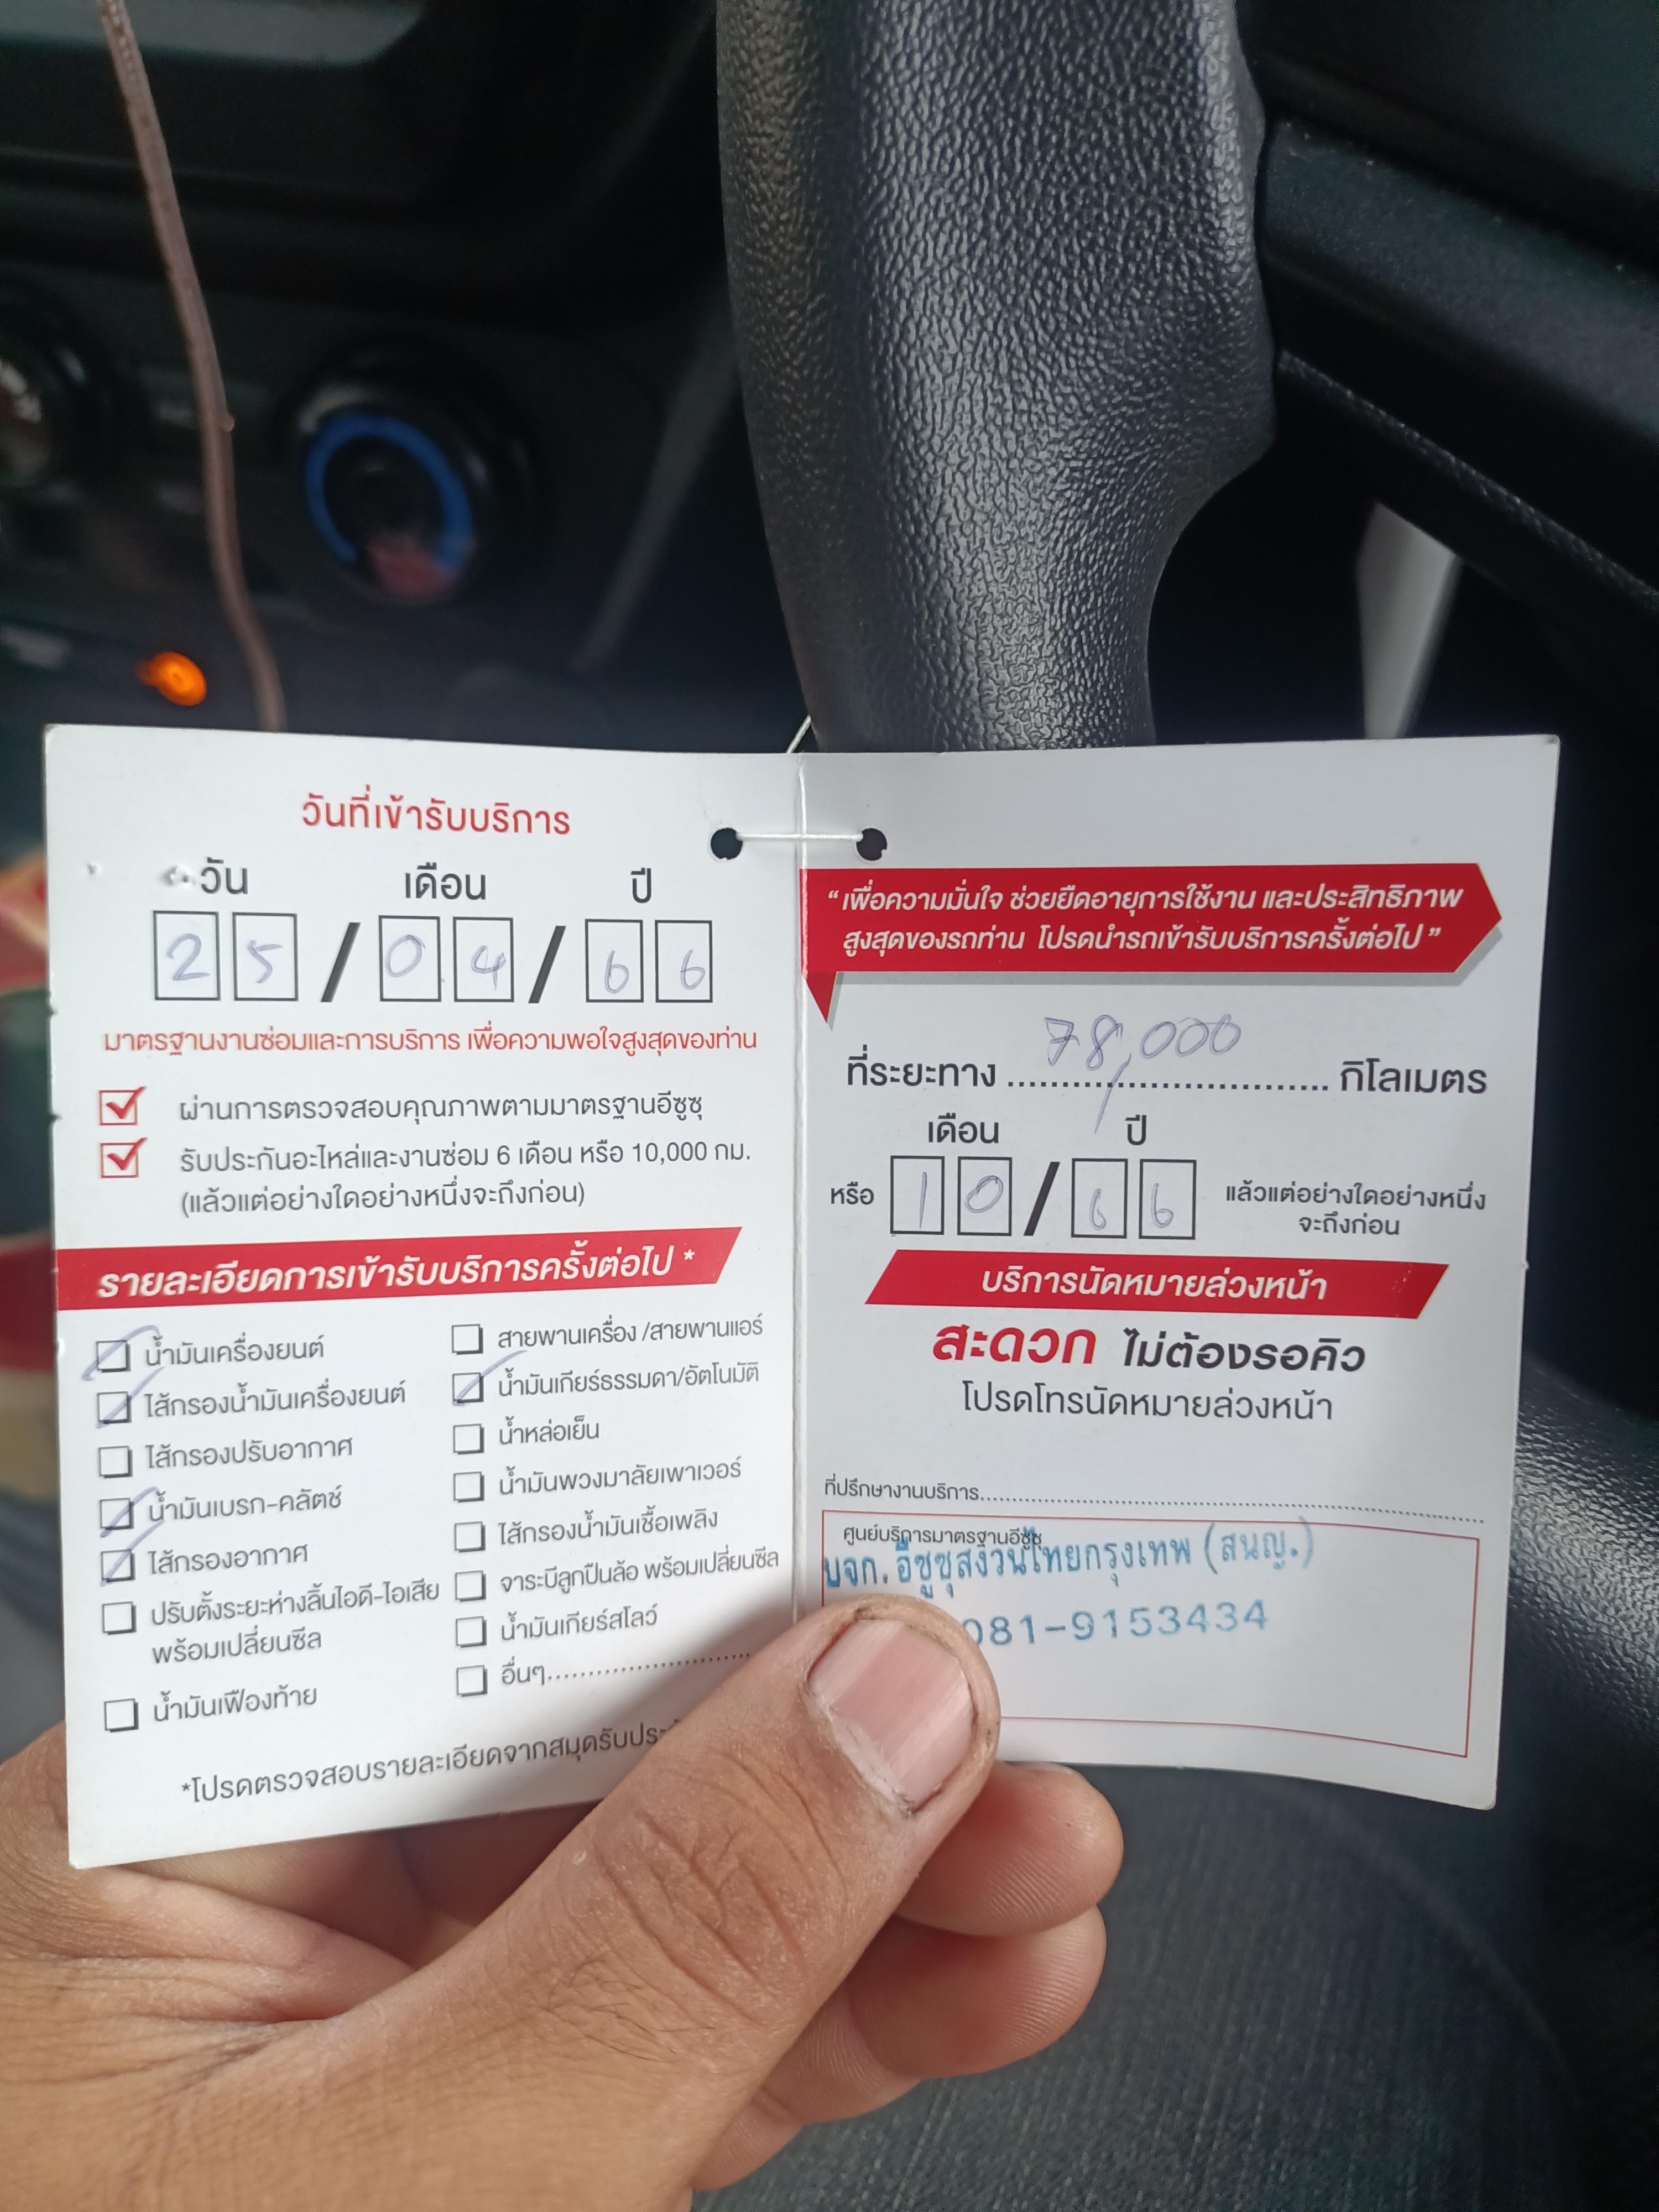 วันที่เข้ารับบริการ
วัน เดือน ปี
25/04/66
มาตรฐานงานซ่อมและการบริการ เพื่อความพอใจสูงสุดของท่าน
ผ่านการตรวจสอบคุณภาพตามมาตรฐานอีซูซุ
รับประกันอะไหล่และงานซ่อม 6 เดือน หรือ 10,000 กม.
(แล้วแต่อย่างใดอย่างหนึ่งจะถึงก่อน)
รายละเอียดการเข้ารับบริการครั้งต่อไป *
น้ำมันเครื่องยนต์
ไส้กรองน้ำมันเครื่องยนต์
ไส้กรองปรับอากาศ
น้ำมันเบรก-คลัตช์
ไส้กรองอากาศ
ปรับตั้งระยะห่างลิ้นไอดี-ไอเสีย
พร้อมเปลี่ยนซีล
น้ำมันเฟืองท้าย
สายพานเครื่อง /สายพานแอร์
น้ำมันเกียร์ธรรมดา/อัตโนมัติ
น้ำหล่อเย็น
น้ำมันพวงมาลัยเพาเวอร์
ไส้กรองน้ำมันเชื้อเพลิง
จาระบีลูกปืนล้อ พร้อมเปลี่ยนซีล
น้ำมันเกียร์สโลว์
อื่นๆ
*โปรดตรวจสอบรายละเอียดจากสมุดรับประ
“ เพื่อความมั่นใจ ช่วยยืดอายุการใช้งาน และประสิทธิภาพ
สูงสุดของรถท่าน โปรดนำรถเข้ารับบริการครั้งต่อไป ”
ที่ระยะทาง 78,000 กิโลเมตร
เดือน ปี
หรือ 10/66 แล้วแต่อย่างใดอย่างหนึ่ง
จะถึงก่อน
บริการนัดหมายล่วงหน้า
สะดวก ไม่ต้องรอคิว
โปรดโทรนัดหมายล่วงหน้า
ที่ปรึกษางานบริการ
ศูนย์บริการมาตรฐานอีซูซุ
บจก. อีซูซุสงวนไทยกรุงเทพ (สนญ.)
081-9153434